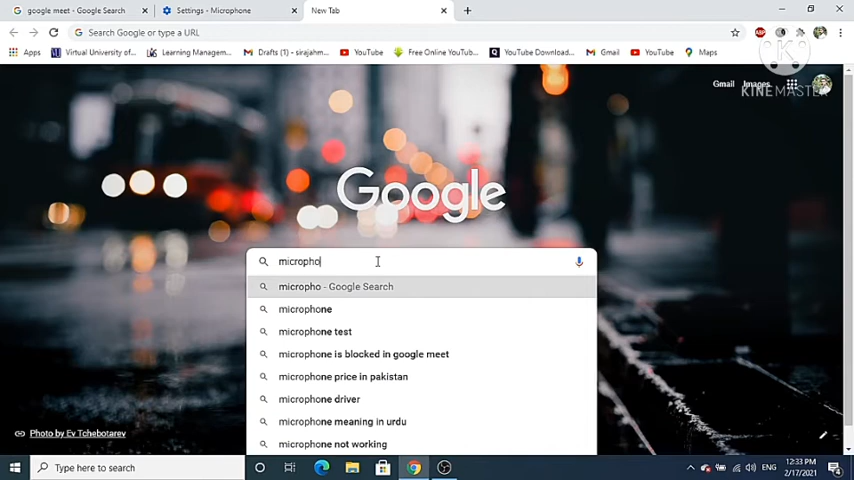 google meet - Google Search
Settings - Microphone
New Tab
Search Google or type a URL
ABP
Apps
Virtual University of...
Learning Managem...
Drafts (1) - sirajahm...
YouTube
Free Online YouTub...
YouTube Download...
Gmail
YouTube
Maps
Gmail
Images
K
KINEMASTER
Google
micropho
micropho - Google Search
microphone
microphone test
microphone is blocked in google meet
microphone price in pakistan
microphone driver
microphone meaning in urdu
microphone not working
Photo by Ev Tchebotarev
Type here to search
ENG
12:33 PM
2/17/2021
4